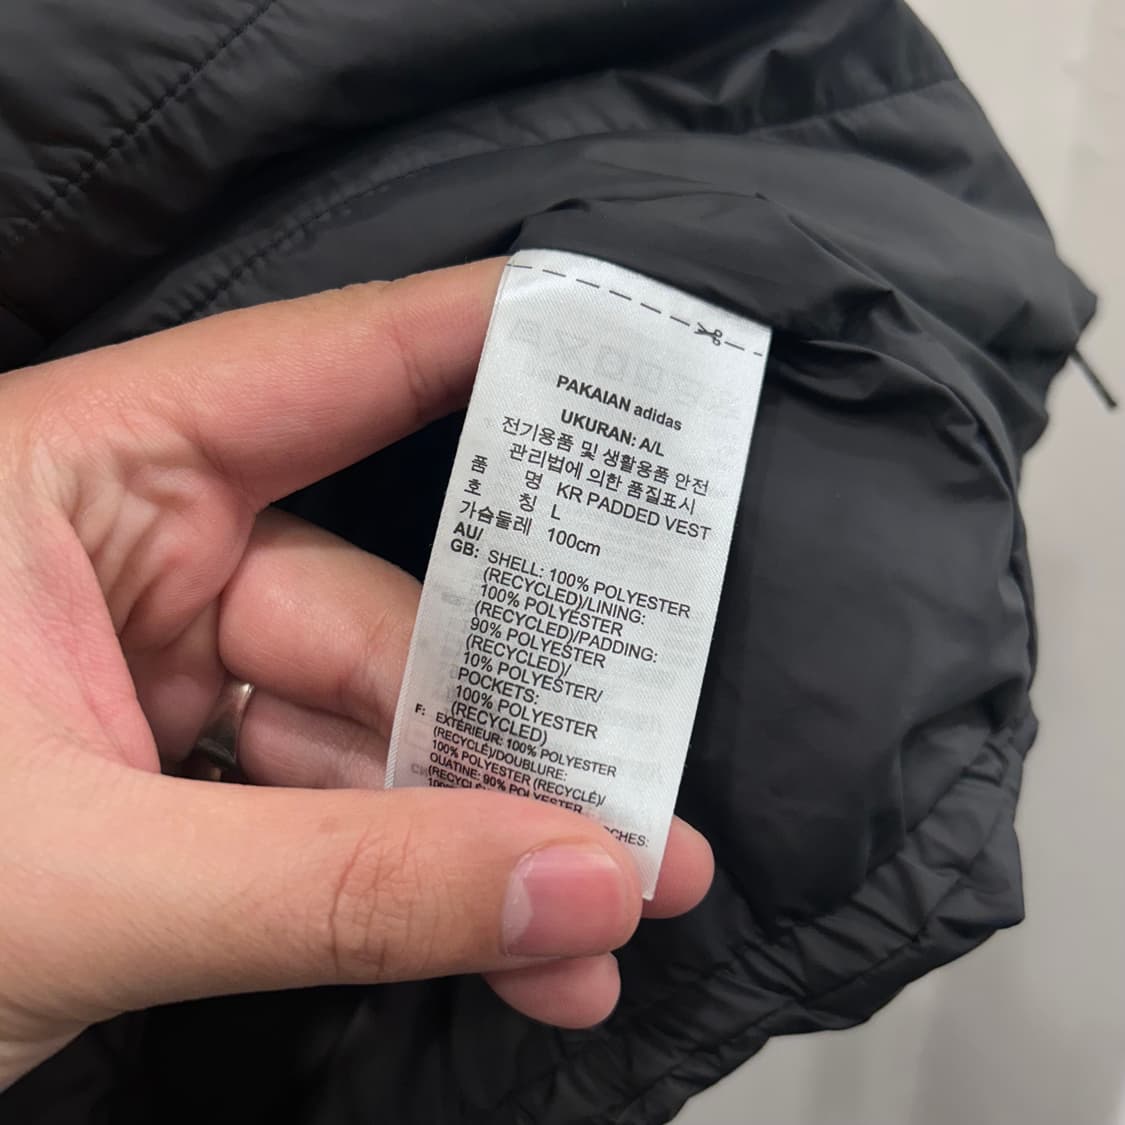 PAKAIAN adidas
UKURAN: A/L
전기용품 및 생활용품 안전
관리법에 의한 품질표시
품 명 KR PADDED VEST
호 칭 L
가슴둘레 100cm
AU/
GB: SHELL: 100% POLYESTER
(RECYCLED)/LINING:
100% POLYESTER
(RECYCLED)/PADDING:
90% POLYESTER
(RECYCLED)/
10% POLYESTER/
POCKETS:
100% POLYESTER
(RECYCLED)
F: EXTÉRIEUR: 100% POLYESTER
(RECYCLÉ)/DOUBLURE:
100% POLYESTER (RECYCLÉ)/
OUATINE: 90% POLYESTER